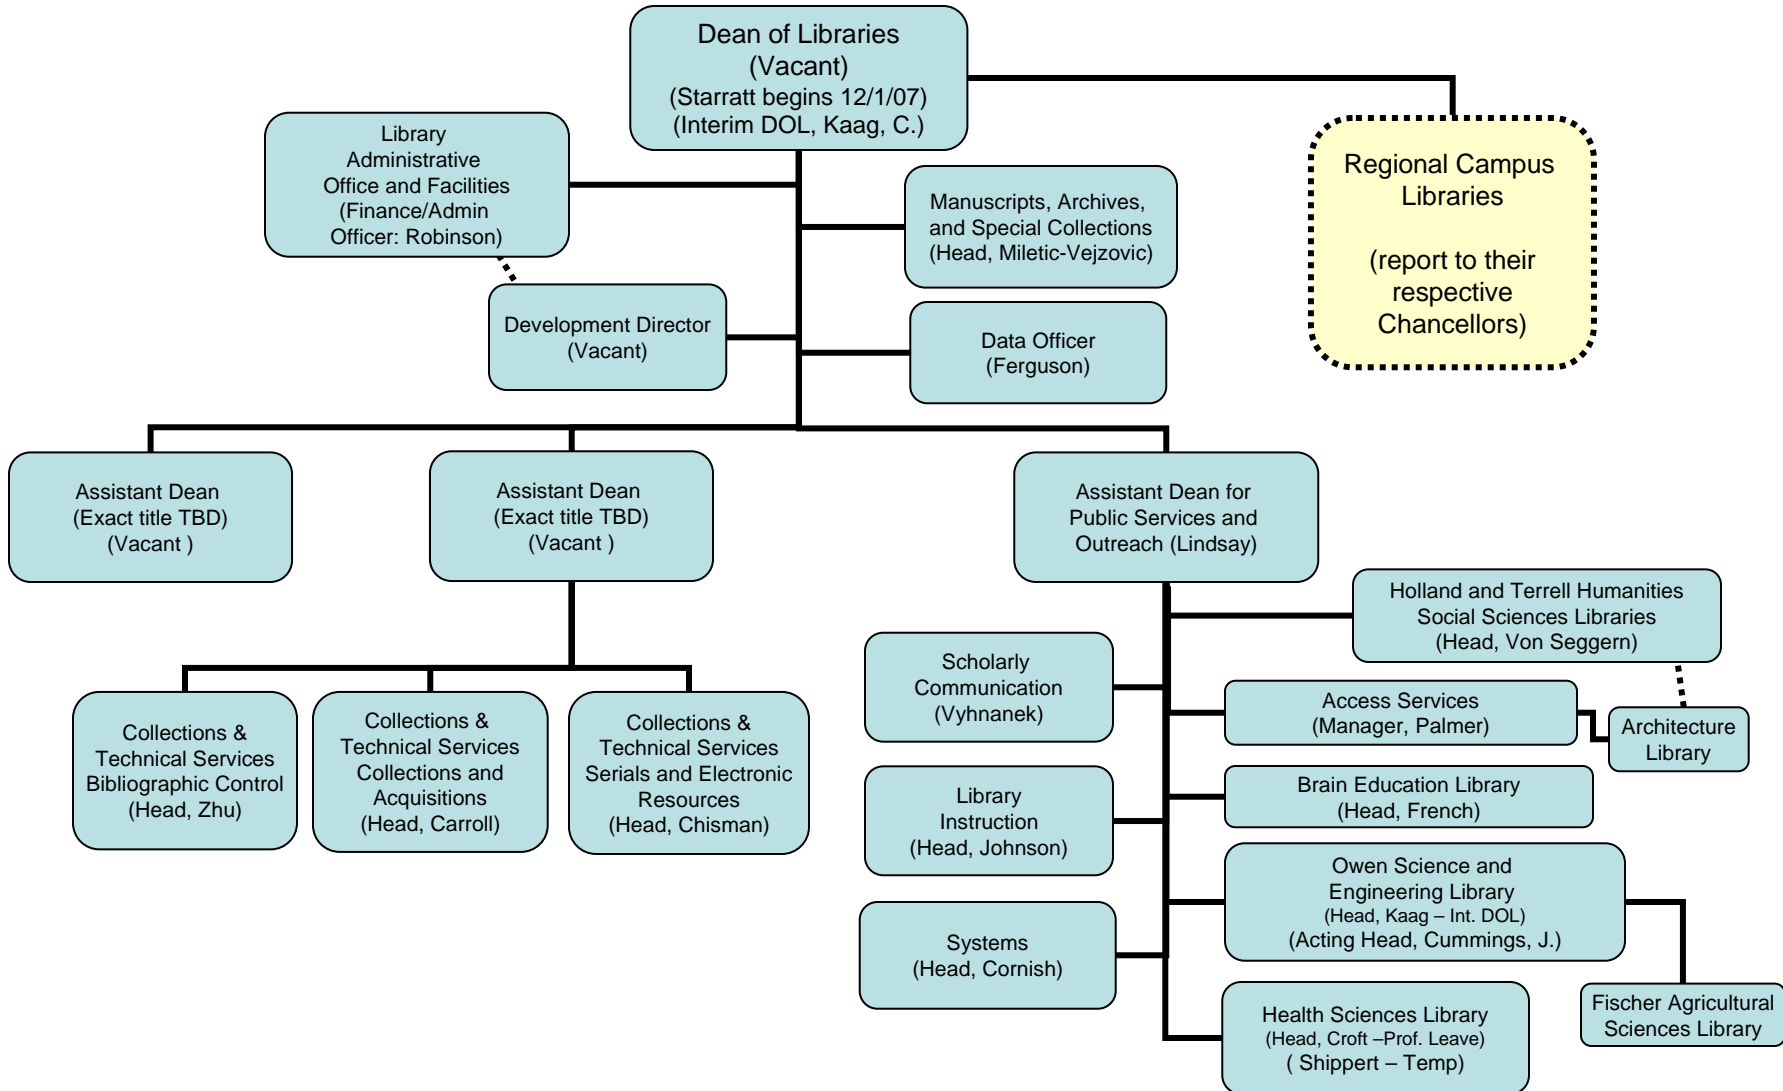 Dean of Libraries
(Vacant)
(Starratt begins 12/1/07)
(Interim DOL, Kaag, C.)
Library
Administrative
Office and Facilities
(Finance/Admin
Officer: Robinson)
Manuscripts, Archives,
and Special Collections
(Head, Miletic-Vejzovic)
Regional Campus
Libraries
(report to their
respective
Chancellors)
Development Director
(Vacant)
Data Officer
(Ferguson)
Assistant Dean
(Exact title TBD)
(Vacant )
Assistant Dean
(Exact title TBD)
(Vacant )
Assistant Dean for
Public Services and
Outreach (Lindsay)
Holland and Terrell Humanities
Social Sciences Libraries
(Head, Von Seggern)
Scholarly
Communication
(Vyhnanek)
Access Services
(Manager, Palmer)
Architecture
Library
Collections &
Technical Services
Bibliographic Control
(Head, Zhu)
Collections &
Technical Services
Collections and
Acquisitions
(Head, Carroll)
Collections &
Technical Services
Serials and Electronic
Resources
(Head, Chisman)
Library
Instruction
(Head, Johnson)
Brain Education Library
(Head, French)
Owen Science and
Engineering Library
(Head, Kaag – Int. DOL)
(Acting Head, Cummings, J.)
Systems
(Head, Cornish)
Health Sciences Library
(Head, Croft –Prof. Leave)
( Shippert – Temp)
Fischer Agricultural
Sciences Library